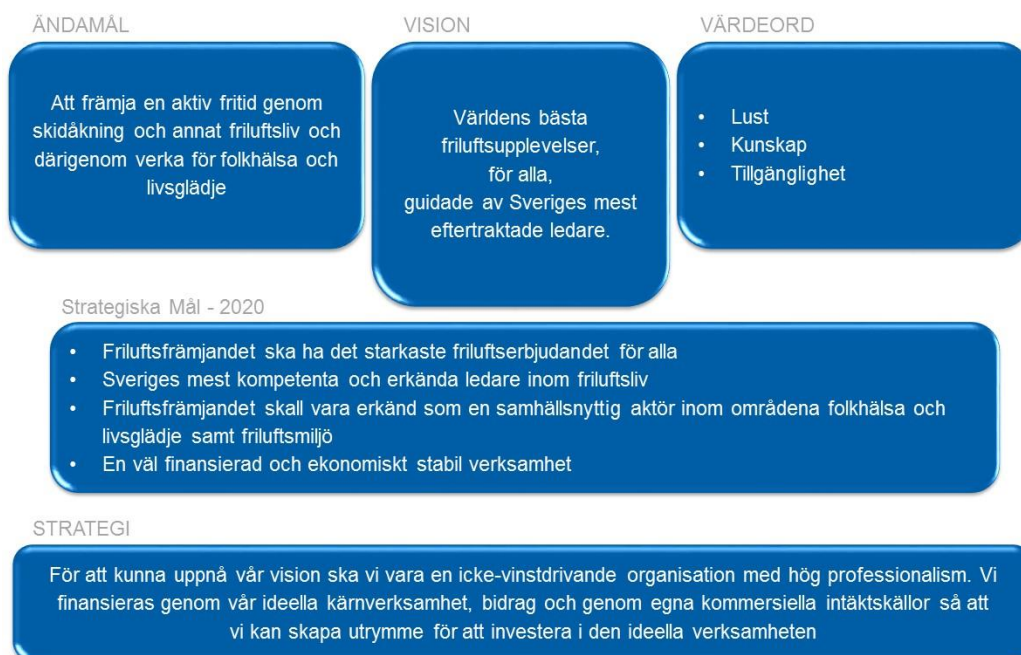 ÄNDAMÅL
Att främja en aktiv fritid genom
skidåkning och annat friluftsliv och
därigenom verka för folkhälsa och
livsglädje
VISION
Världens bästa
friluftsupplevelser,
för alla,
guidade av Sveriges mest
eftertraktade ledare.
VÄRDEORD
• Lust
• Kunskap
• Tillgänglighet
Strategiska Mål - 2020
• Friluftsfrämjandet ska ha det starkaste friluftserbjudandet för alla
• Sveriges mest kompetenta och erkända ledare inom friluftsliv
• Friluftsfrämjandet skall vara erkänd som en samhällsnyttig aktör inom områdena folkhälsa och
livsglädje samt friluftsmiljö
• En väl finansierad och ekonomiskt stabil verksamhet
STRATEGI
För att kunna uppnå vår vision ska vi vara en icke-vinstdrivande organisation med hög professionalism. Vi
finansieras genom vår ideella kärnverksamhet, bidrag och genom egna kommersiella intäktskällor så att
vi kan skapa utrymme för att investera i den ideella verksamheten